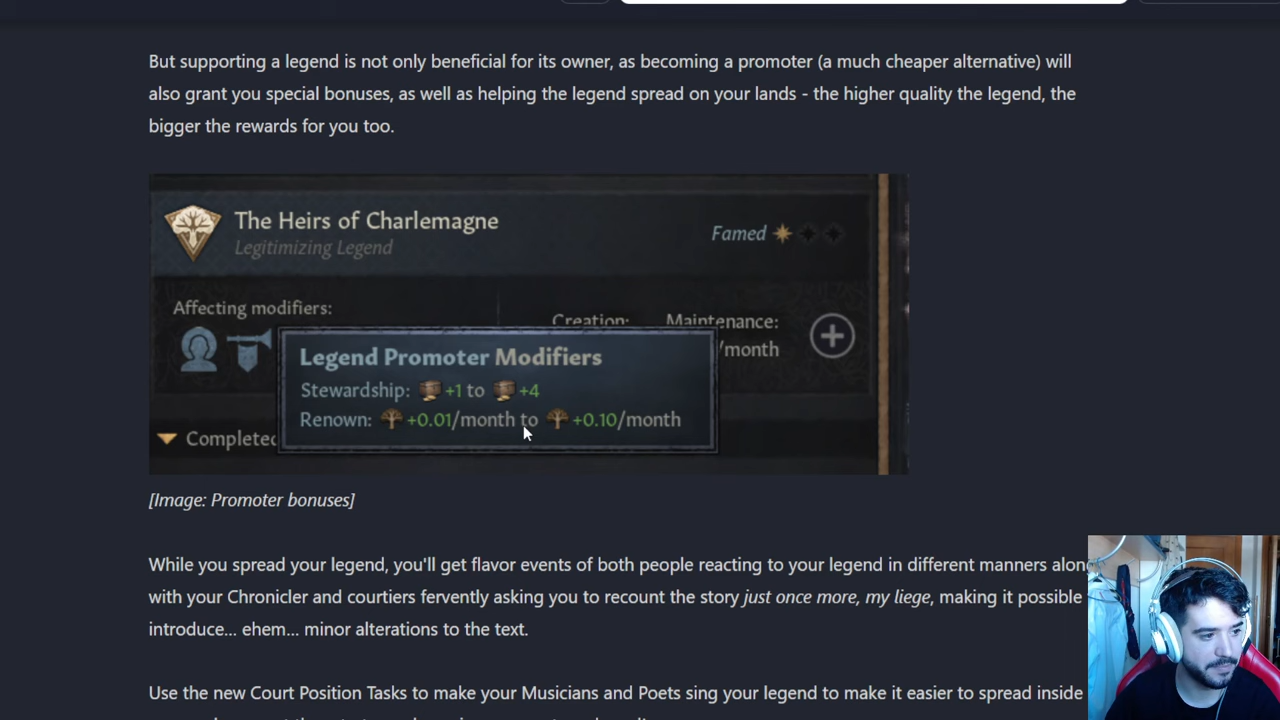 But supporting a legend is not only beneficial for its owner, as becoming a promoter (a much cheaper alternative) will
also grant you special bonuses, as well as helping the legend spread on your lands - the higher quality the legend, the
bigger the rewards for you too.
The Heirs of Charlemagne
Legitimizing Legend
Famed
Affecting modifiers:
Creation:
Maintenance:
/month
Legend Promoter Modifiers
Stewardship: +1 to +4
Renown: +0.01/month to +0.10/month
[Image: Promoter bonuses]
While you spread your legend, you'll get flavor events of both people reacting to your legend in different manners
with your Chronicler and courtiers fervently asking you to recount the story just once more, my liege, making it possible
introduce... ehem... minor alterations to the text.
Use the new Court Position Tasks to make your Musicians and Poets sing your legend to make it easier to spread inside